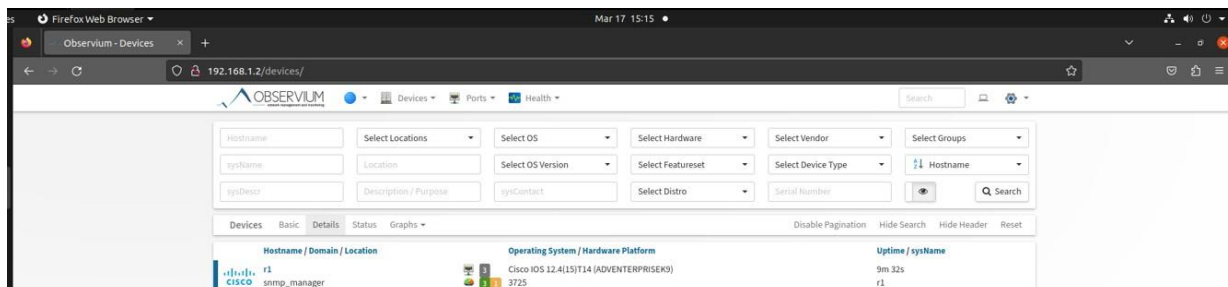 es Firefox Web Browser Mar 17 15:15
Observium - Devices × +
192.168.1.2/devices/
OBSERVIUM Devices Ports Health Search
Hostname Select Locations Select OS Select Hardware Select Vendor Select Groups
sysName Location Select OS Version Select Featureset Select Device Type Hostname
sysDescr Description / Purpose sysContact Select Distro Serial Number Search
Devices Basic Details Status Graphs Disable Pagination Hide Search Hide Header Reset
Hostname / Domain / Location Operating System / Hardware Platform Uptime / sysName
CISCO r1 3 Cisco IOS 12.4(15)T14 (ADVENTERPRISEK9) 9m 32s
snmp_manager 3 1 3725 r1